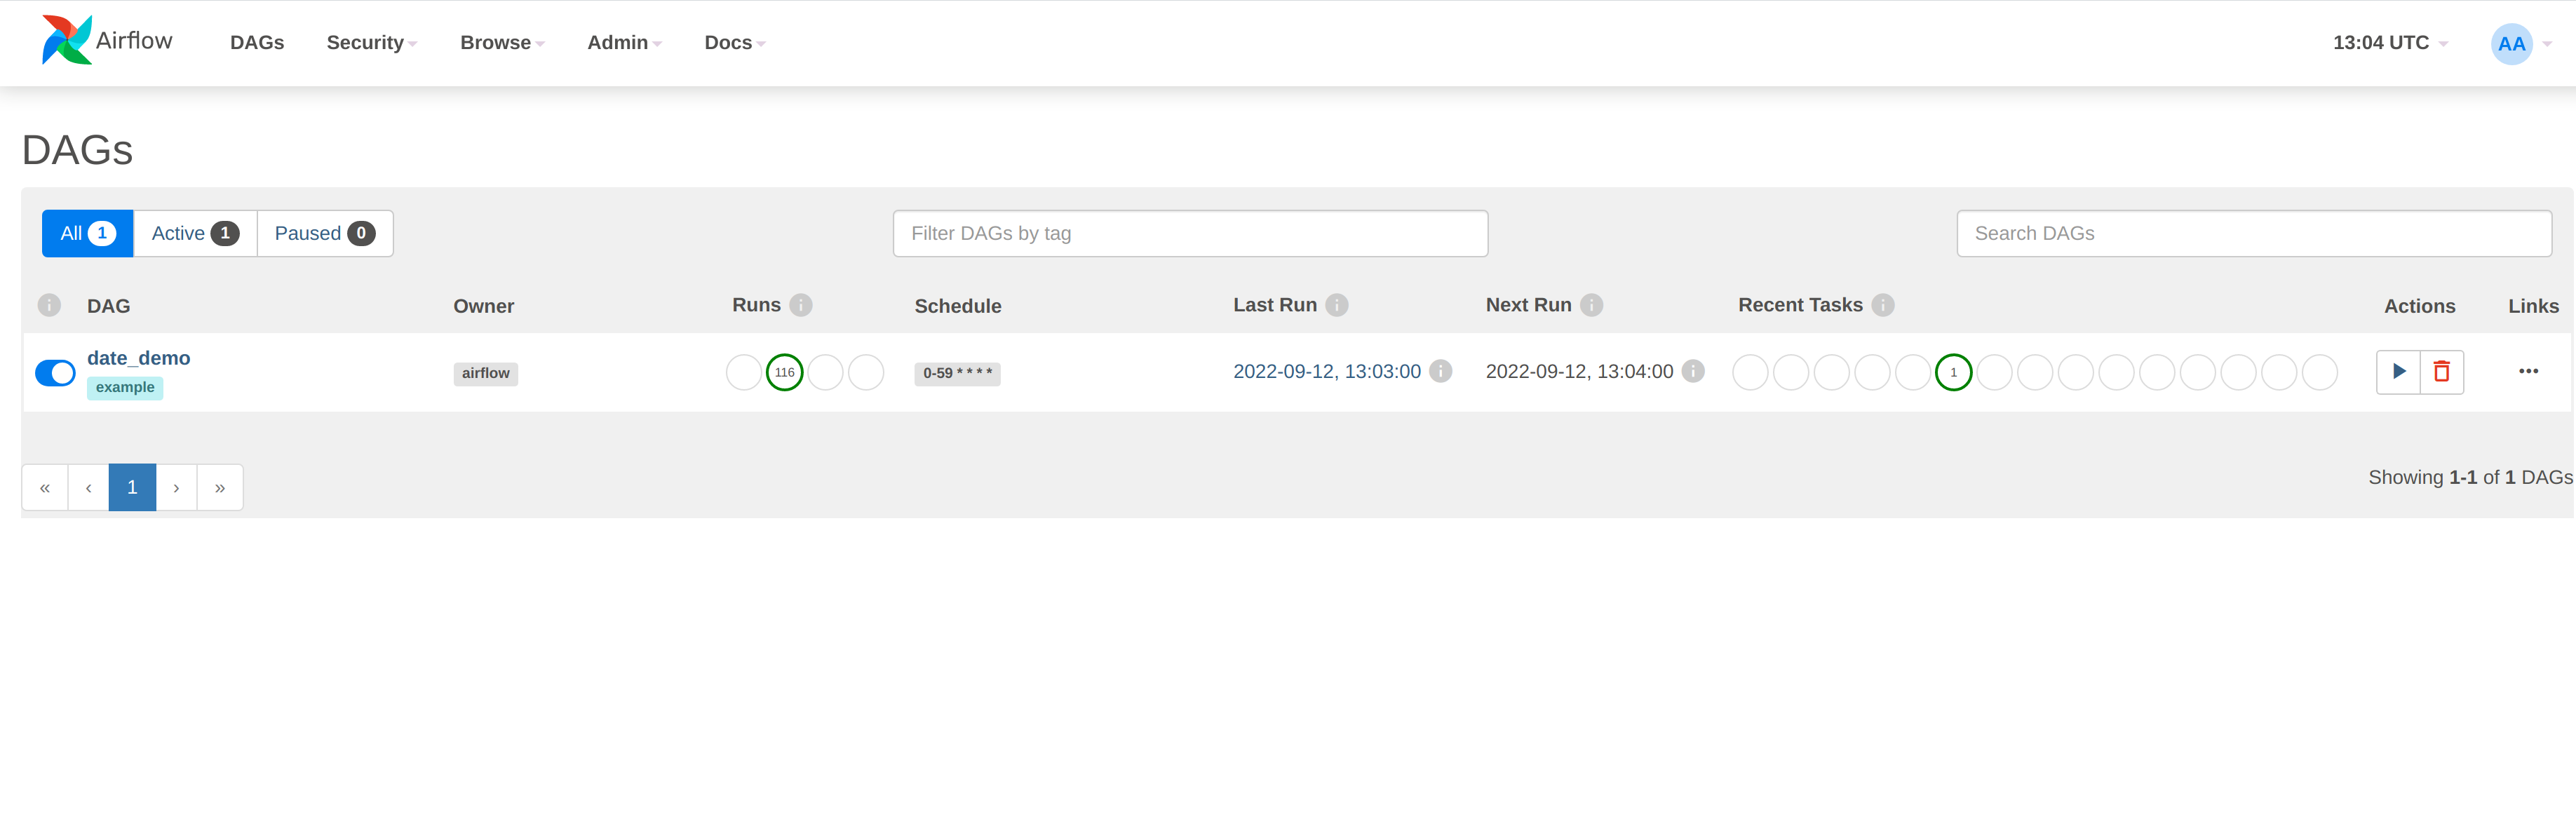 Airflow DAGs Security Browse Admin Docs 13:04 UTC AA
DAGs
All 1 Active 1 Paused 0 Filter DAGs by tag Search DAGs
i DAG Owner Runs i Schedule Last Run i Next Run i Recent Tasks i Actions Links
date_demo airflow 116 0-59 * * * * 2022-09-12, 13:03:00 i 2022-09-12, 13:04:00 i 1 •••
example
« ‹ 1 › » Showing 1-1 of 1 DAGs